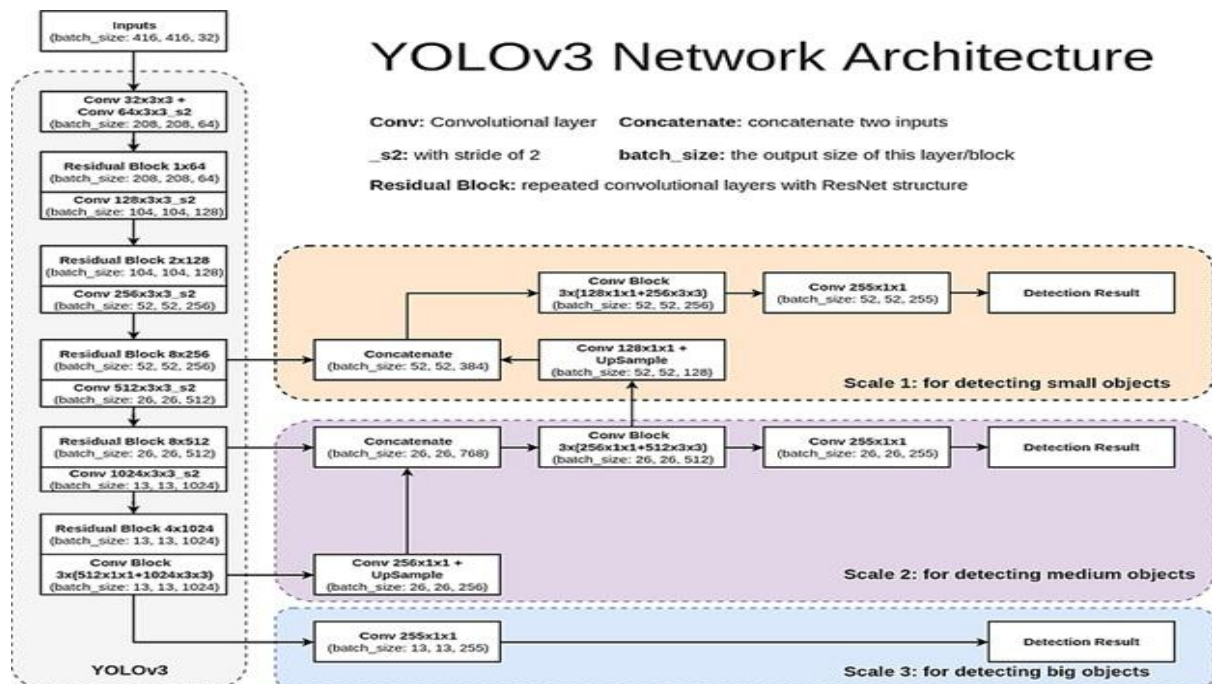 Inputs
(batch_size: 416, 416, 32)
YOLOv3 Network Architecture
Conv: Convolutional layer Concatenate: concatenate two inputs
_s2: with stride of 2 batch_size: the output size of this layer/block
Residual Block: repeated convolutional layers with ResNet structure
Conv 32x3x3 +
Conv 64x3x3_s2
(batch_size: 208, 208, 64)
Residual Block 1x64
(batch_size: 208, 208, 64)
Conv 128x3x3_s2
(batch_size: 104, 104, 128)
Residual Block 2x128
(batch_size: 104, 104, 128)
Conv 256x3x3_s2
(batch_size: 52, 52, 256)
Residual Block 8x256
(batch_size: 52, 52, 256)
Conv 512x3x3_s2
(batch_size: 26, 26, 512)
Residual Block 8x512
(batch_size: 26, 26, 512)
Conv 1024x3x3_s2
(batch_size: 13, 13, 1024)
Residual Block 4x1024
(batch_size: 13, 13, 1024)
Conv Block
3x(512x1x1+1024x3x3)
(batch_size: 13, 13, 1024)
YOLOv3
Conv Block
3x(128x1x1+256x3x3)
(batch_size: 52, 52, 256)
Conv 255x1x1
(batch_size: 52, 52, 255)
Detection Result
Concatenate
(batch_size: 52, 52, 384)
Conv 128x1x1 +
UpSample
(batch_size: 52, 52, 128)
Scale 1: for detecting small objects
Concatenate
(batch_size: 26, 26, 768)
Conv Block
3x(256x1x1+512x3x3)
(batch_size: 26, 26, 512)
Conv 255x1x1
(batch_size: 26, 26, 255)
Detection Result
Conv 256x1x1 +
UpSample
(batch_size: 26, 26, 256)
Scale 2: for detecting medium objects
Conv 255x1x1
(batch_size: 13, 13, 255)
Detection Result
Scale 3: for detecting big objects